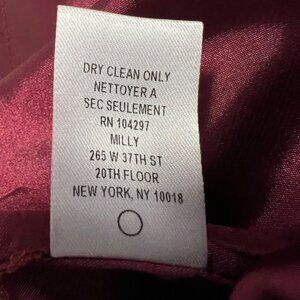 DRY CLEAN ONLY
NETTOYER A
SEC SEULEMENT
RN 104297
MILLY
265 W 37TH ST
20TH FLOOR
NEW YORK, NY 10018